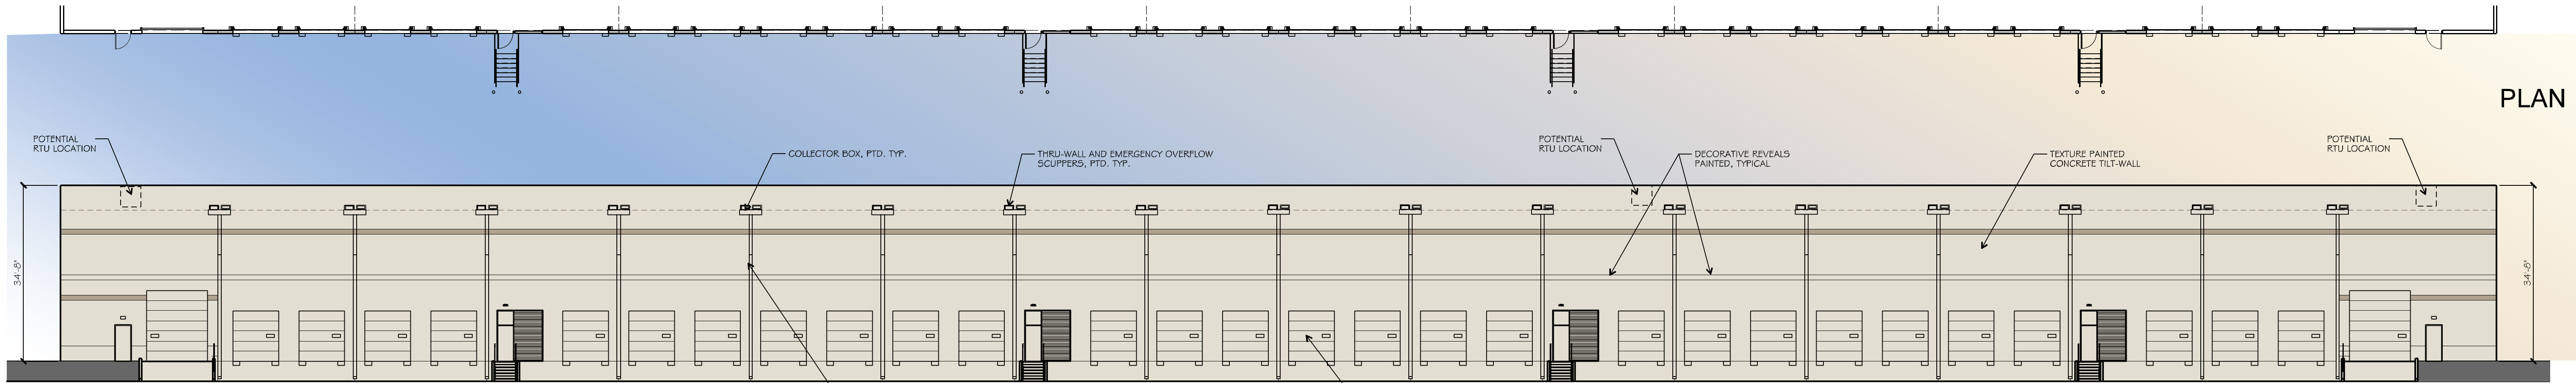 PLAN
POTENTIAL
RTU LOCATION
COLLECTOR BOX, PTD. TYP.
THRU-WALL AND EMERGENCY OVERFLOW
SCUPPERS, PTD. TYP.
POTENTIAL
RTU LOCATION
DECORATIVE REVEALS
PAINTED, TYPICAL
TEXTURE PAINTED
CONCRETE TILT-WALL
POTENTIAL
RTU LOCATION
34'-8"
34'-8"